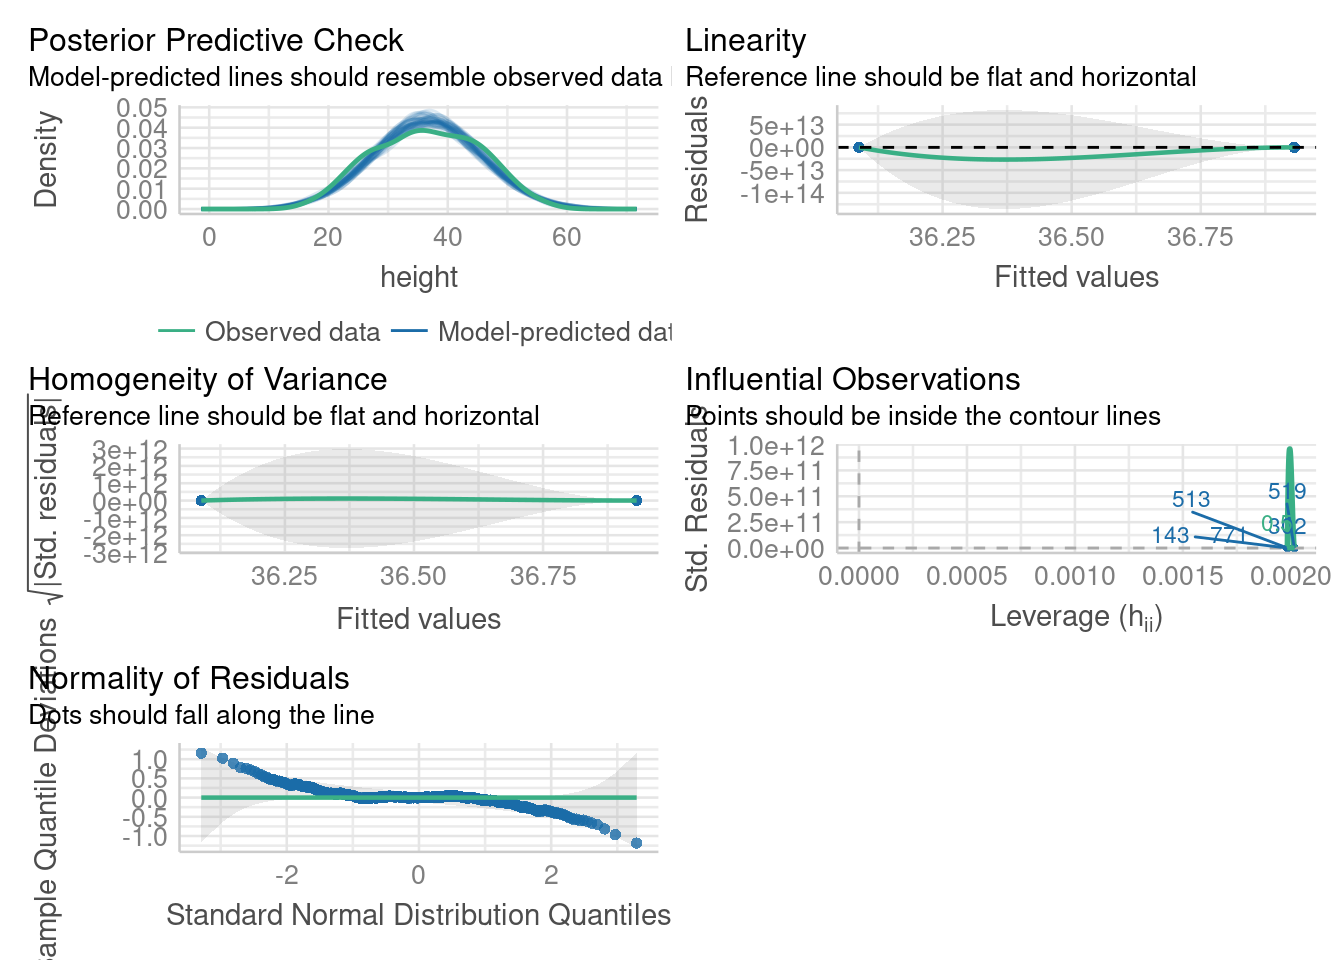 Posterior Predictive Check
Model-predicted lines should resemble observed data
Density
0.05
0.04
0.03
0.02
0.01
0.00
0
20
40
60
height
Observed data
Model-predicted dat
Linearity
Reference line should be flat and horizontal
Residuals
5e+13
0e+00
-5e+13
-1e+14
36.25
36.50
36.75
Fitted values
Homogeneity of Variance
Reference line should be flat and horizontal
√|Std. residuals|
3e+12
2e+12
1e+12
0e+00
-1e+12
-2e+12
-3e+12
36.25
36.50
36.75
Fitted values
Influential Observations
Points should be inside the contour lines
Std. Residuals
1.0e+12
7.5e+11
5.0e+11
2.5e+11
0.0e+00
513
519
143
771
0.0000
0.0005
0.0010
0.0015
0.0020
Leverage (hii)
Normality of Residuals
Dots should fall along the line
ample Quantile Deviations
1.0
0.5
0.0
-0.5
-1.0
-2
0
2
Standard Normal Distribution Quantiles